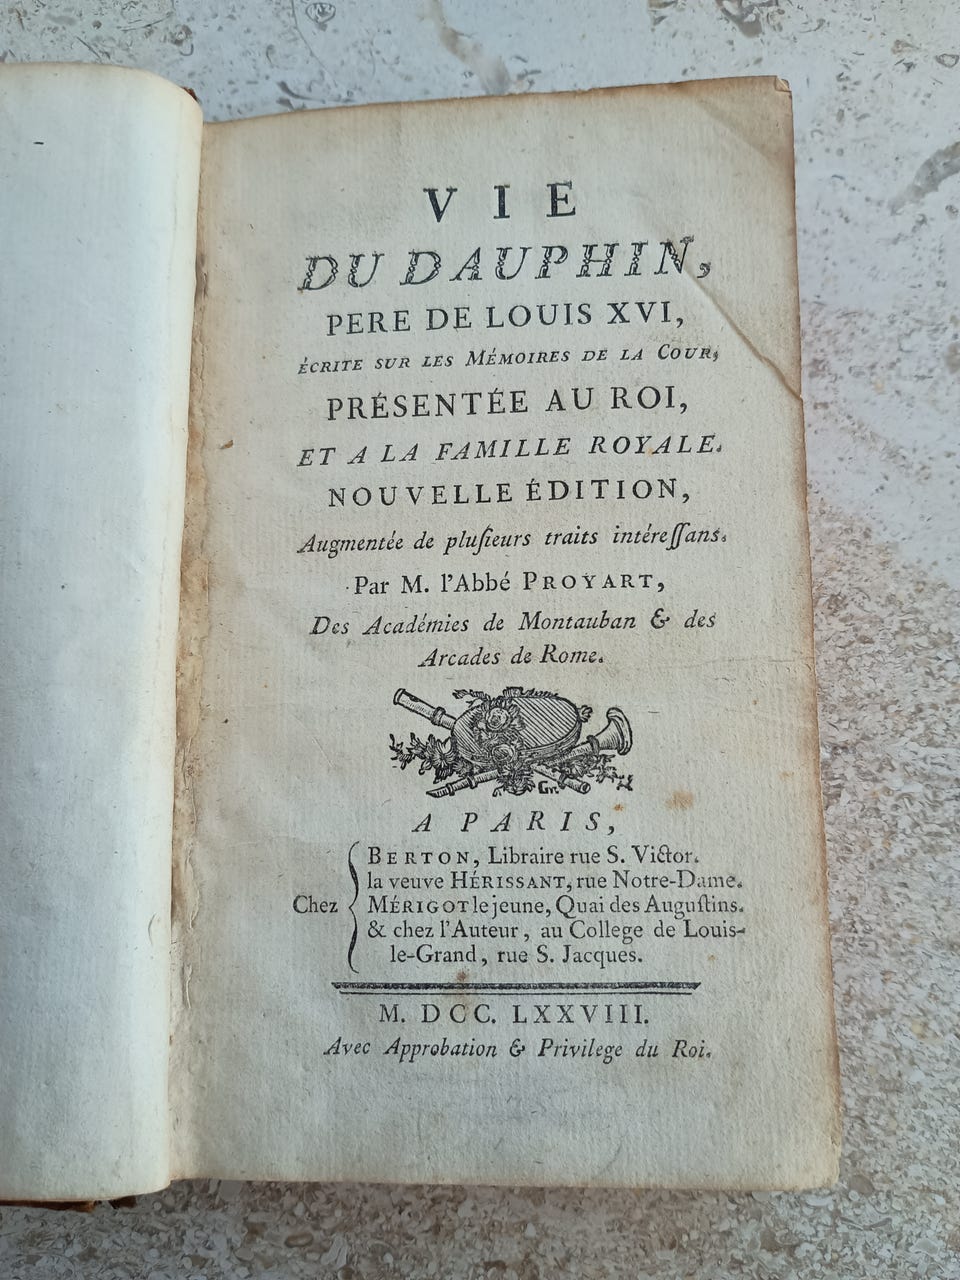 VIE
DU DAUPHIN,
PERE DE LOUIS XVI,
ÉCRITE SUR LES MÉMOIRES DE LA COUR,
PRÉSENTÉE AU ROI,
ET A LA FAMILLE ROYALE.
NOUVELLE ÉDITION,
Augmentée de pluſieurs traits intéreſſans.
Par M. l'Abbé PROYART,
Des Académies de Montauban & des
Arcades de Rome.
Gr.
A PARIS,
BERTON, Libraire rue S. Victor.
la veuve HÉRISSANT, rue Notre-Dame.
Chez MÉRIGOT le jeune, Quai des Auguſtins.
& chez l'Auteur, au College de Louis-
le-Grand, rue S. Jacques.
M. DCC. LXXVIII.
Avec Approbation & Privilege du Roi.